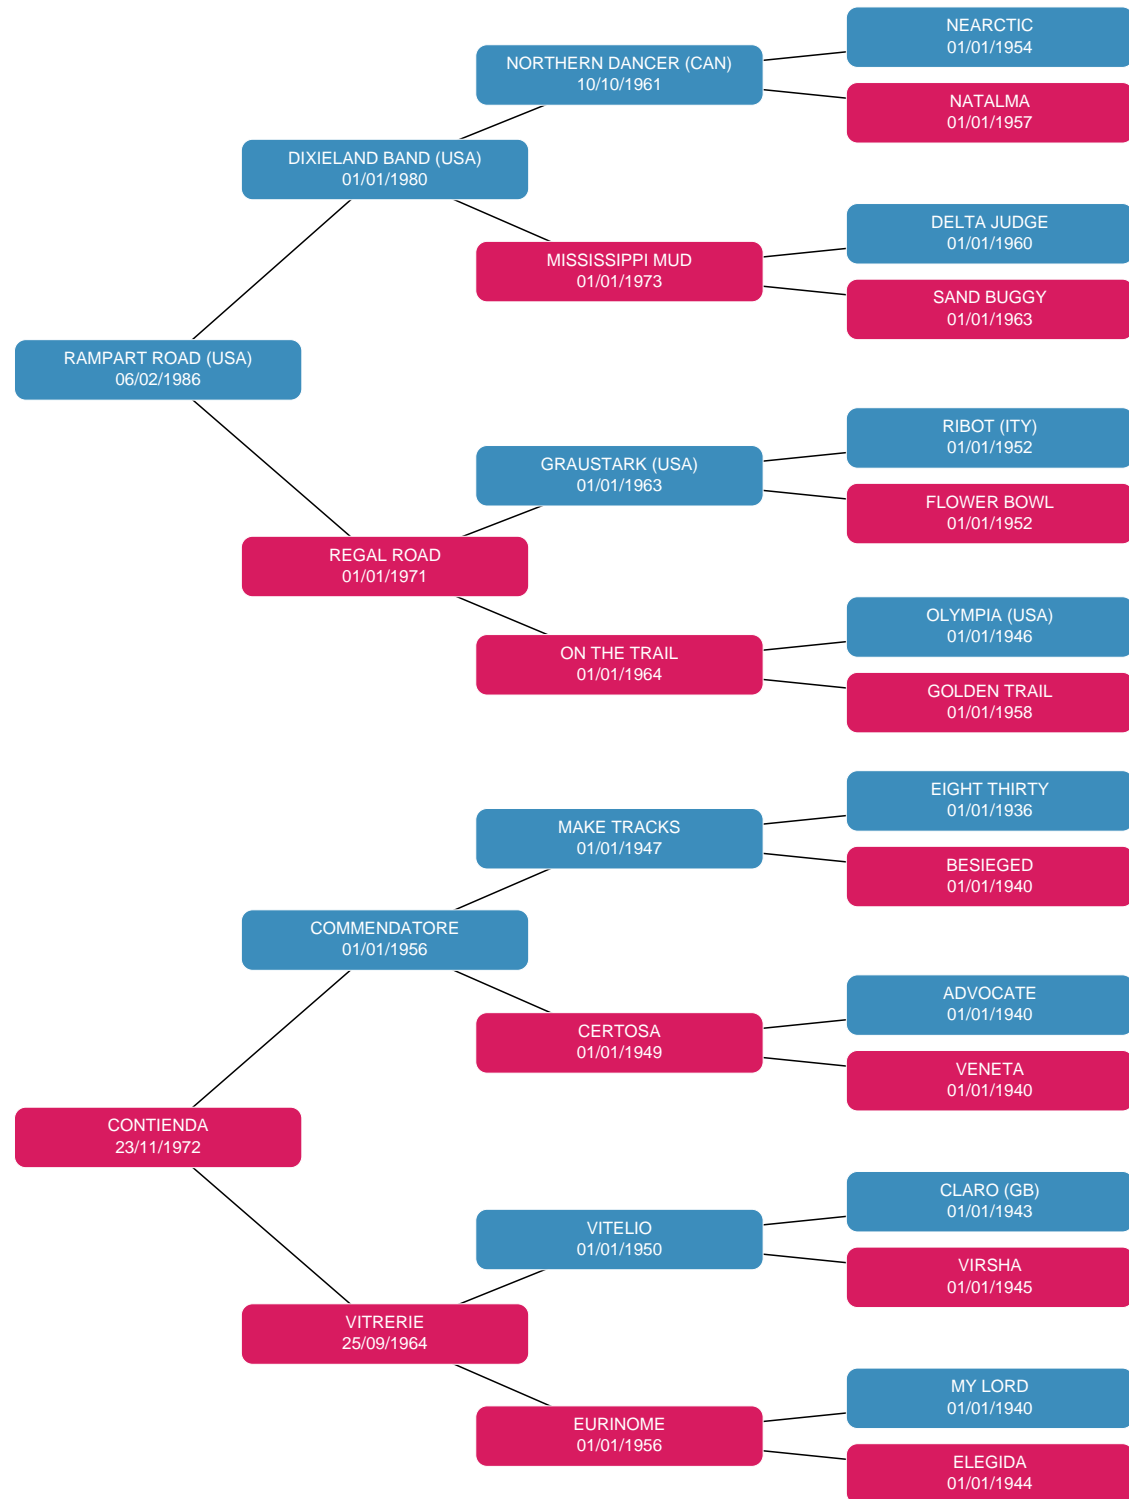 NEARCTIC
01/01/1954
NORTHERN DANCER (CAN)
10/10/1961
NATALMA
01/01/1957
DIXIELAND BAND (USA)
01/01/1980
DELTA JUDGE
01/01/1960
MISSISSIPPI MUD
01/01/1973
SAND BUGGY
01/01/1963
RAMPART ROAD (USA)
06/02/1986
RIBOT (ITY)
01/01/1952
GRAUSTARK (USA)
01/01/1963
FLOWER BOWL
01/01/1952
REGAL ROAD
01/01/1971
OLYMPIA (USA)
01/01/1946
ON THE TRAIL
01/01/1964
GOLDEN TRAIL
01/01/1958
EIGHT THIRTY
01/01/1936
MAKE TRACKS
01/01/1947
BESIEGED
01/01/1940
COMMENDATORE
01/01/1956
ADVOCATE
01/01/1940
CERTOSA
01/01/1949
VENETA
01/01/1940
CONTIENDA
23/11/1972
CLARO (GB)
01/01/1943
VITELIO
01/01/1950
VIRSHA
01/01/1945
VITRERIE
25/09/1964
MY LORD
01/01/1940
EURINOME
01/01/1956
ELEGIDA
01/01/1944